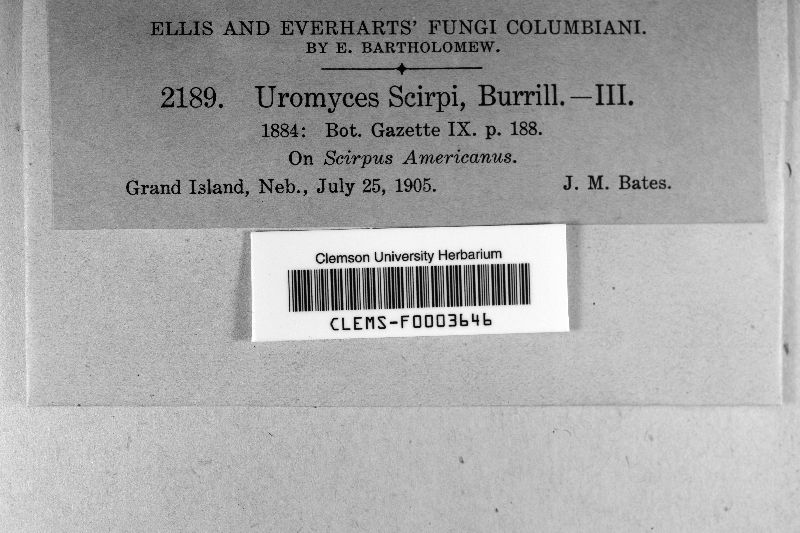 ELLIS AND EVERHARTS' FUNGI COLUMBIANI.
BY E. BARTHOLOMEW.
2189. Uromyces Scirpi, Burrill.—III.
1884: Bot. Gazette IX. p. 188.
On Scirpus Americanus.
Grand Island, Neb., July 25, 1905. J. M. Bates.
Clemson University Herbarium
CLEMS-F0003646